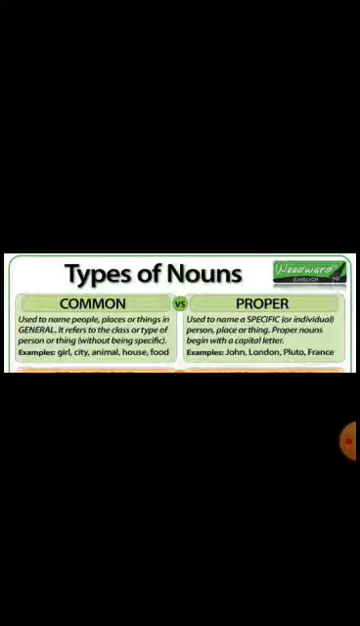 Types of Nouns
Woodward
ENGLISH
COMMON
vs
PROPER
Used to name people, places or things in
GENERAL. It refers to the class or type of
person or thing (without being specific).
Examples: girl, city, animal, house, food
Used to name a SPECIFIC (or individual)
person, place or thing. Proper nouns
begin with a capital letter.
Examples: John, London, Pluto, France